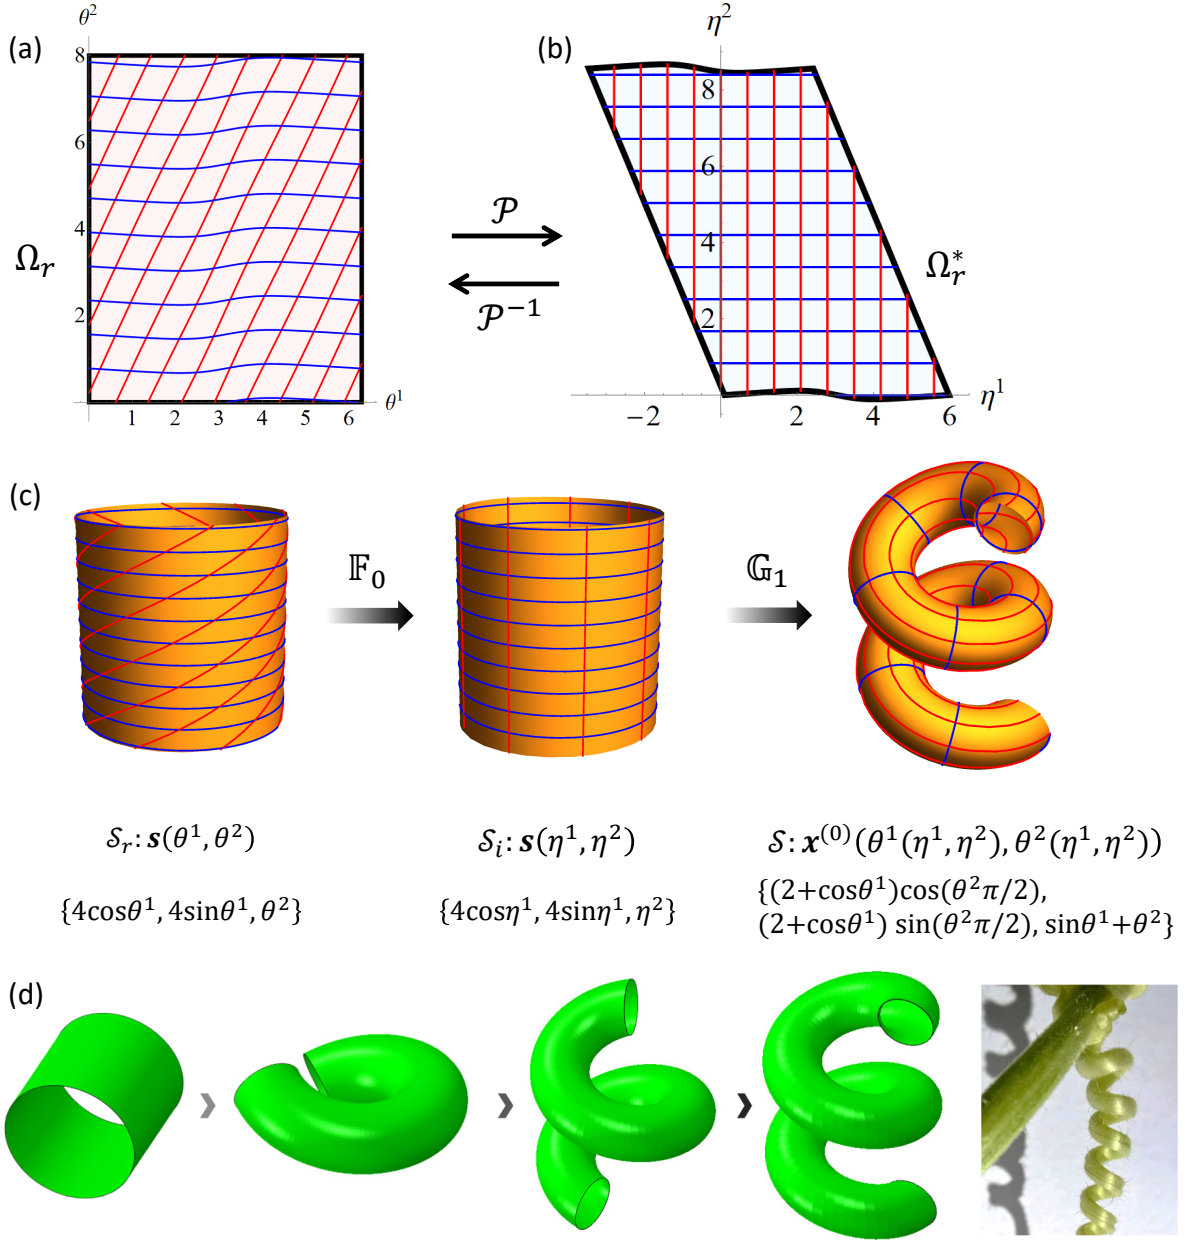 (a)
θ²
8
6
4
2
1 2 3 4 5 6
θ¹
Ωᵣ
𝒫
𝒫⁻¹
(b)
η²
8
6
4
2
−2 2 4 6
η¹
Ωᵣ*
(c)
𝔽₀
𝔾₁
𝒮ᵣ: 𝒔(θ¹, θ²)
{4cosθ¹, 4sinθ¹, θ²}
𝒮ᵢ: 𝒔(η¹, η²)
{4cosη¹, 4sinη¹, η²}
𝒮: 𝒙⁽⁰⁾(θ¹(η¹, η²), θ²(η¹, η²))
{(2+cosθ¹)cos(θ²π/2),
(2+cosθ¹) sin(θ²π/2), sinθ¹+θ²}
(d)